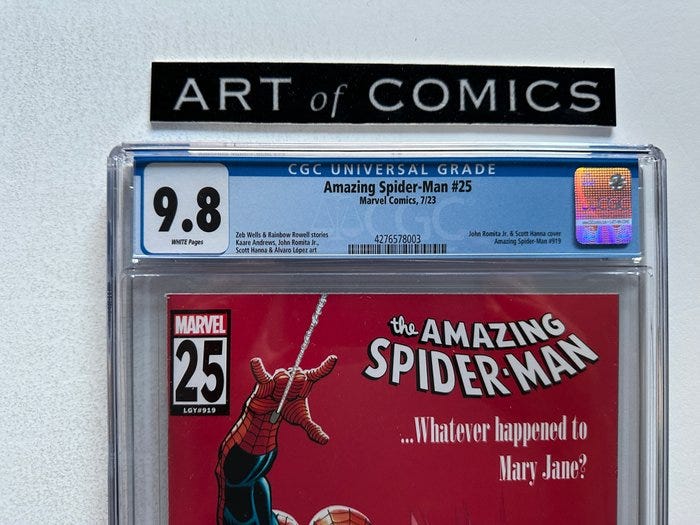 ART of COMICS
CGC UNIVERSAL GRADE
Amazing Spider-Man #25
Marvel Comics, 7/23
9.8
WHITE Pages
Zeb Wells & Rainbow Rowell stories
Kaare Andrews, John Romita Jr.,
Scott Hanna & Álvaro López art
4276578003
John Romita Jr. & Scott Hanna cover
Amazing Spider-Man #919
CGC
MARVEL
25
LGY#919
the AMAZING
SPIDER-MAN
...Whatever happened to
Mary Jane?